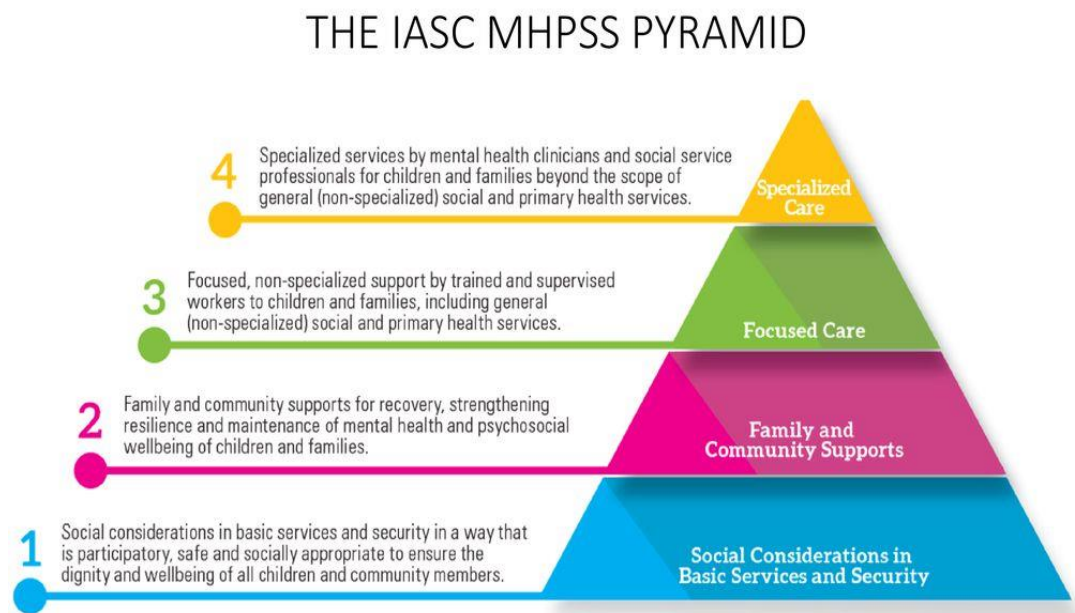 THE IASC MHPSS PYRAMID
4
Specialized services by mental health clinicians and social service
professionals for children and families beyond the scope of
general (non-specialized) social and primary health services.
Specialized
Care
3
Focused, non-specialized support by trained and supervised
workers to children and families, including general
(non-specialized) social and primary health services.
Focused Care
2
Family and community supports for recovery, strengthening
resilience and maintenance of mental health and psychosocial
wellbeing of children and families.
Family and
Community Supports
1
Social considerations in basic services and security in a way that
is participatory, safe and socially appropriate to ensure the
dignity and wellbeing of all children and community members.
Social Considerations in
Basic Services and Security